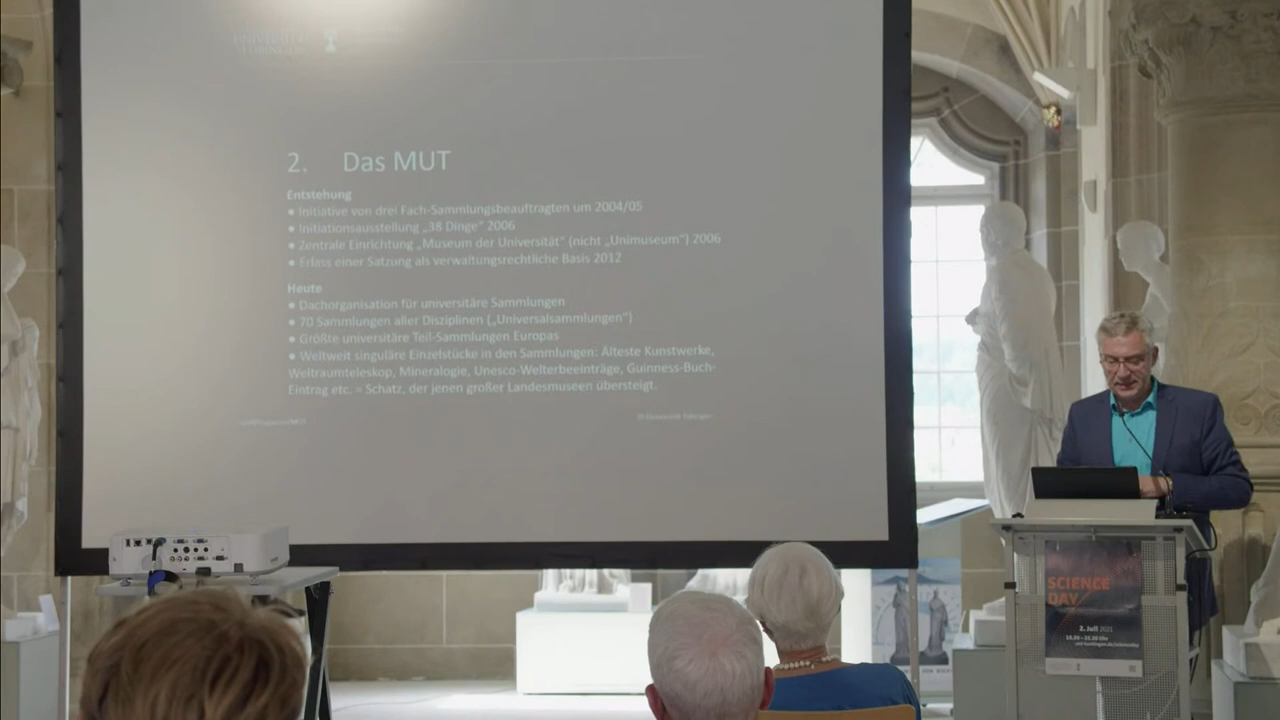 UNIVERSITÄT
TÜBINGEN
2. Das MUT
Entstehung
● Initiative von drei Fach-Sammlungsbeauftragten um 2004/05
● Initiationsausstellung „38 Dinge“ 2006
● Zentrale Einrichtung „Museum der Universität“ (nicht „Unimuseum“) 2006
● Erlass einer Satzung als verwaltungsrechtliche Basis 2012
Heute
● Dachorganisation für universitäre Sammlungen
● 70 Sammlungen aller Disziplinen („Universalsammlungen“)
● Größte universitäre Teil-Sammlungen Europas
● Weltweit singuläre Einzelstücke in den Sammlungen: Älteste Kunstwerke,
Weltraumteleskop, Mineralogie, Unesco-Welterbeeinträge, Guinness-Buch-
Eintrag etc. = Schatz, der jenen großer Landesmuseen übersteigt.
SCIENCE
DAY
2. Juli 2021